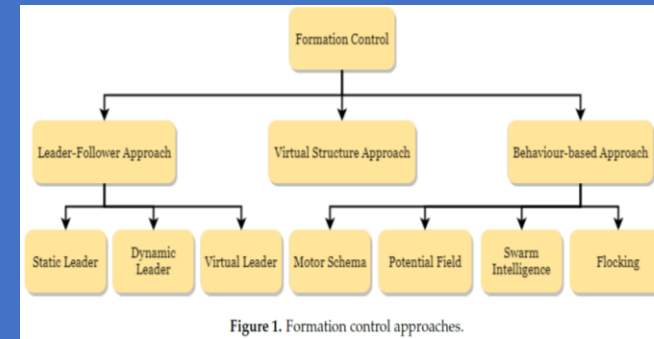 Formation Control
Leader-Follower Approach
Virtual Structure Approach
Behaviour-based Approach
Static Leader
Dynamic
Leader
Virtual Leader
Motor Schema
Potential Field
Swarm
Intelligence
Flocking
Figure 1. Formation control approaches.